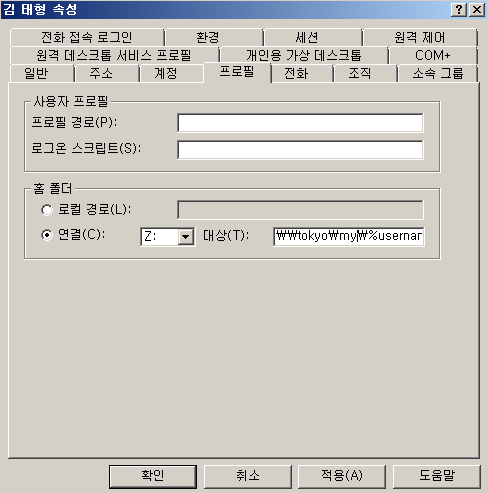 김 태형 속성
전화 접속 로그인 환경 세션 원격 제어
원격 데스크톱 서비스 프로필 개인용 가상 데스크톱 COM+
일반 주소 계정 프로필 전화 조직 소속 그룹
사용자 프로필
프로필 경로(P):
로그온 스크립트(S):
홈 폴더
로컬 경로(L):
연결(C): Z: 대상(T): ₩₩tokyo₩my₩%usernar
확인 취소 적용(A) 도움말